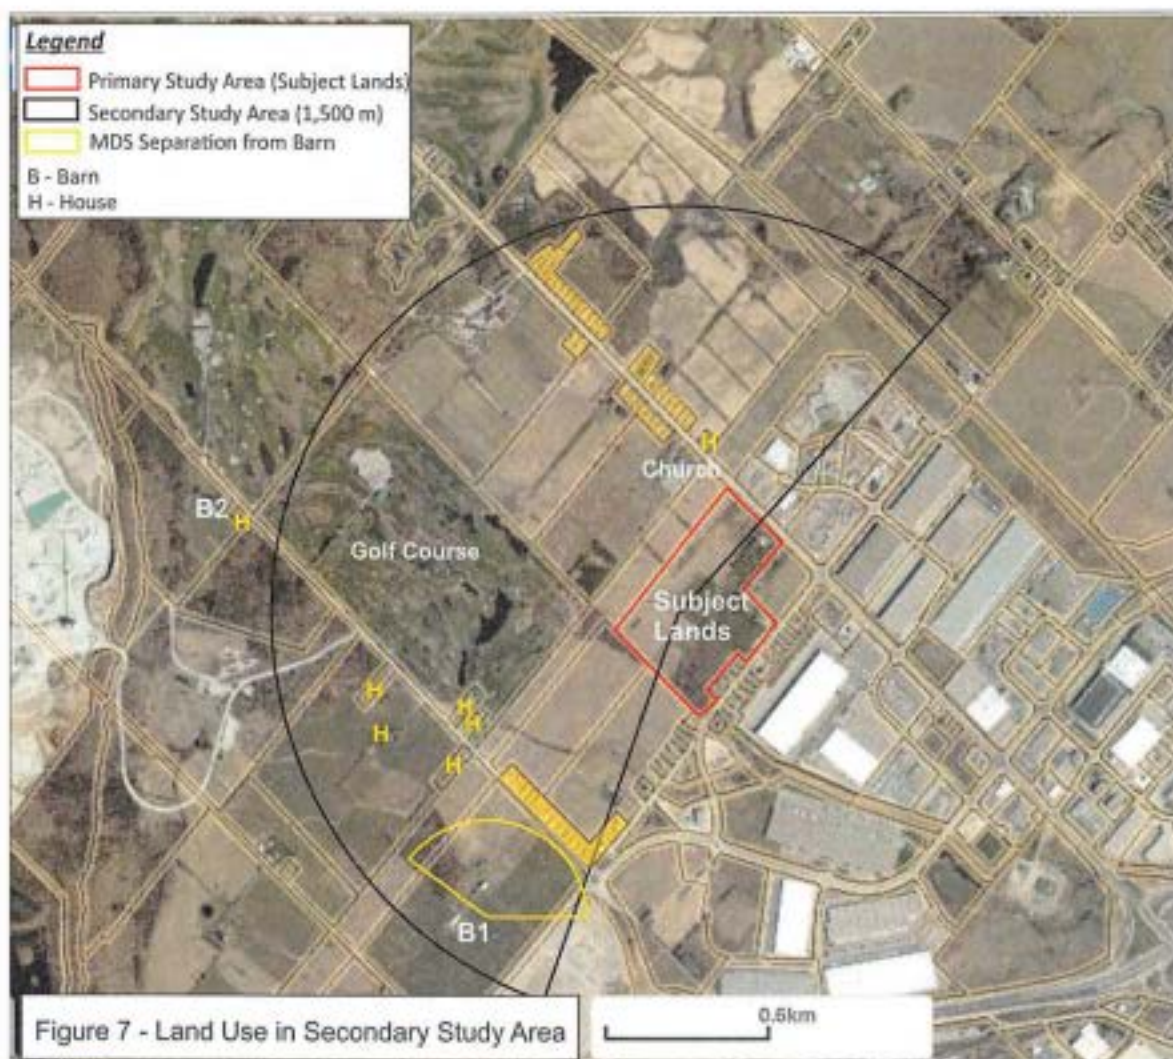 Legend
Primary Study Area (Subject Lands)
Secondary Study Area (1,500 m)
MDS Separation from Barn
B - Barn
H - House
H
Church
B2
H
Golf Course
Subject
Lands
H
H
H
H
H
B1
Figure 7 - Land Use in Secondary Study Area
0.5km